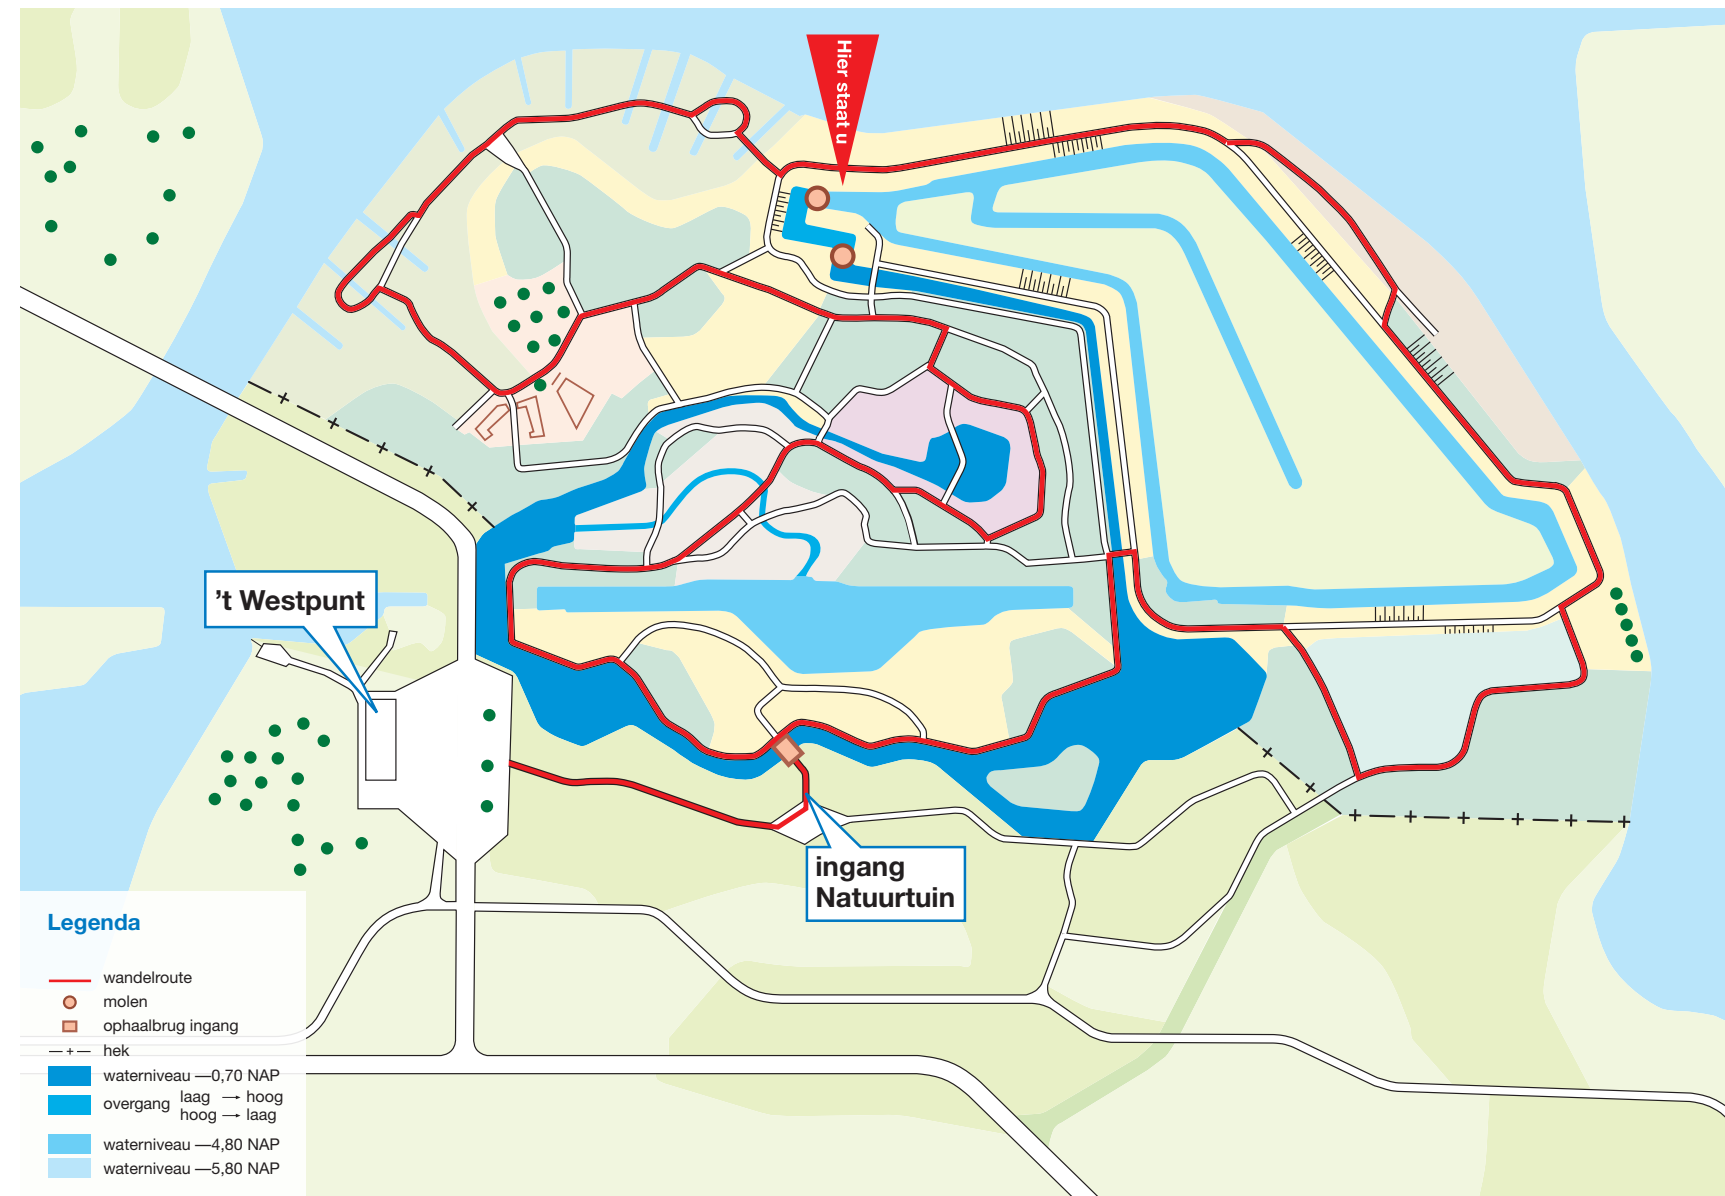 Hier staat u
't Westpunt
ingang
Natuurtuin
Legenda
wandelroute
molen
ophaalbrug ingang
hek
waterniveau —0,70 NAP
overgang laag → hoog
hoog → laag
waterniveau —4,80 NAP
waterniveau —5,80 NAP